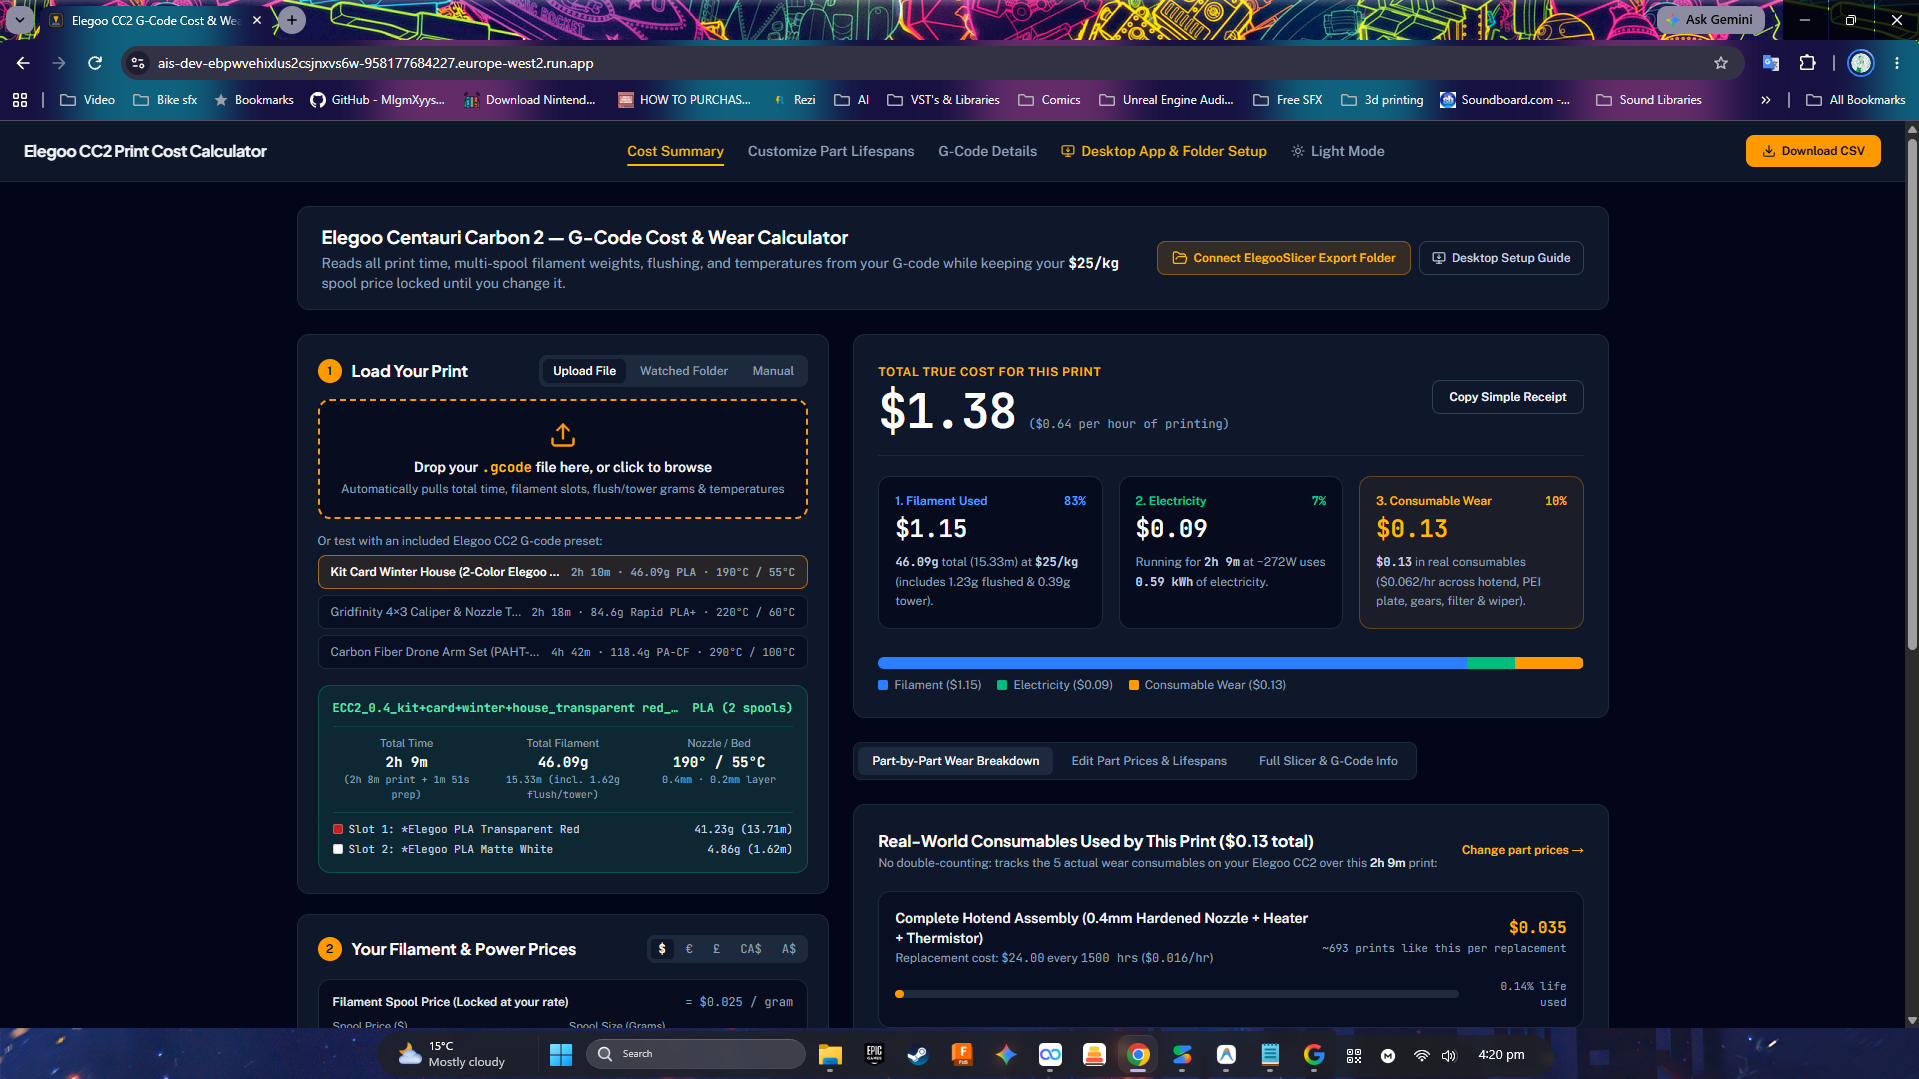 Elegoo CC2 G-Code Cost & Wea
Ask Gemini
ais-dev-ebpwvehixlus2csjnxvs6w-958177684227.europe-west2.run.app
Video
Bike sfx
Bookmarks
GitHub - MlgmXyys...
Download Nintend...
HOW TO PURCHAS...
Rezi
AI
VST's & Libraries
Comics
Unreal Engine Audi...
Free SFX
3d printing
Soundboard.com -...
Sound Libraries
All Bookmarks
Elegoo CC2 Print Cost Calculator
Cost Summary
Customize Part Lifespans
G-Code Details
Desktop App & Folder Setup
Light Mode
Download CSV
Elegoo Centauri Carbon 2 — G-Code Cost & Wear Calculator
Reads all print time, multi-spool filament weights, flushing, and temperatures from your G-code while keeping your $25/kg
spool price locked until you change it.
Connect ElegooSlicer Export Folder
Desktop Setup Guide
1 Load Your Print
Upload File
Watched Folder
Manual
Drop your .gcode file here, or click to browse
Automatically pulls total time, filament slots, flush/tower grams & temperatures
Or test with an included Elegoo CC2 G-code preset:
Kit Card Winter House (2-Color Elegoo ... 2h 10m · 46.09g PLA · 190°C / 55°C
Gridfinity 4×3 Caliper & Nozzle T... 2h 18m · 84.6g Rapid PLA+ · 220°C / 60°C
Carbon Fiber Drone Arm Set (PAHT-... 4h 42m · 118.4g PA-CF · 290°C / 100°C
ECC2_0.4_kit+card+winter+house_transparent red_… PLA (2 spools)
Total Time
2h 9m
(2h 8m print + 1m 51s
prep)
Total Filament
46.09g
15.33m (incl. 1.62g
flush/tower)
Nozzle / Bed
190° / 55°C
0.4mm · 0.2mm layer
Slot 1: *Elegoo PLA Transparent Red 41.23g (13.71m)
Slot 2: *Elegoo PLA Matte White 4.86g (1.62m)
2 Your Filament & Power Prices
$ € £ CA$ A$
Filament Spool Price (Locked at your rate) = $0.025 / gram
Spool Price ($) Spool Size (Grams)
TOTAL TRUE COST FOR THIS PRINT
$1.38 ($0.64 per hour of printing)
Copy Simple Receipt
1. Filament Used 83%
$1.15
46.09g total (15.33m) at $25/kg
(includes 1.23g flushed & 0.39g
tower).
2. Electricity 7%
$0.09
Running for 2h 9m at ~272W uses
0.59 kWh of electricity.
3. Consumable Wear 10%
$0.13
$0.13 in real consumables
($0.062/hr across hotend, PEI
plate, gears, filter & wiper).
Filament ($1.15)
Electricity ($0.09)
Consumable Wear ($0.13)
Part-by-Part Wear Breakdown
Edit Part Prices & Lifespans
Full Slicer & G-Code Info
Real-World Consumables Used by This Print ($0.13 total)
No double-counting: tracks the 5 actual wear consumables on your Elegoo CC2 over this 2h 9m print:
Change part prices →
Complete Hotend Assembly (0.4mm Hardened Nozzle + Heater
+ Thermistor)
Replacement cost: $24.00 every 1500 hrs ($0.016/hr)
$0.035
~693 prints like this per replacement
0.14% life
used
15°C
Mostly cloudy
Search
EPIC
GAMES
4:20 pm